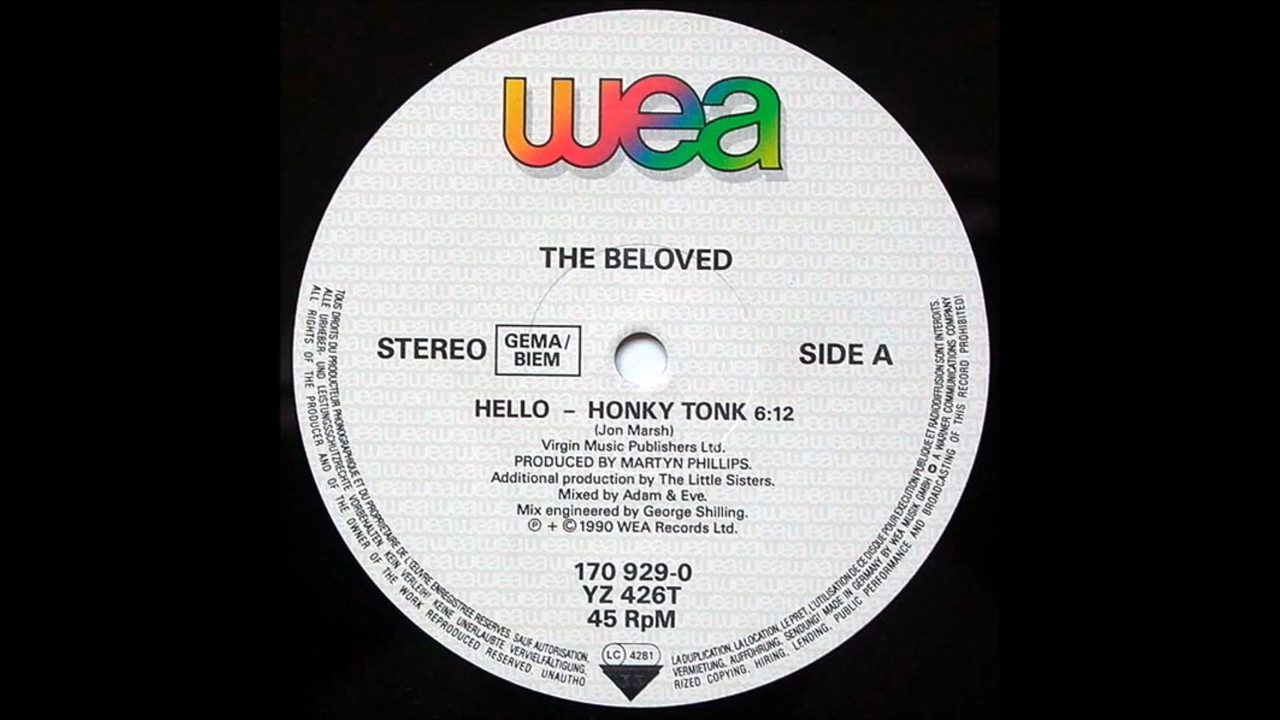 wea
THE BELOVED
STEREO
GEMA/
BIEM
SIDE A
HELLO – HONKY TONK 6:12
(Jon Marsh)
Virgin Music Publishers Ltd.
PRODUCED BY MARTYN PHILLIPS.
Additional production by The Little Sisters.
Mixed by Adam & Eve.
Mix engineered by George Shilling.
℗ + © 1990 WEA Records Ltd.
170 929-0
YZ 426T
45 RpM
LC 4281
33
TOUS DROITS DU PRODUCTEUR PHONOGRAPHIQUE ET DU PROPRIETAIRE DE L'ŒUVRE ENREGISTREE RESERVES. SAUF AUTORISATION,
ALLE URHEBER- UND LEISTUNGSSCHUTZRECHTE VORBEHALTEN. KEIN VERLEIH! KEINE UNERLAUBTE VERVIELFÄLTIGUNG,
ALL RIGHTS OF THE PRODUCER AND OF THE OWNER OF THE WORK REPRODUCED RESERVED. UNAUTHO
LA DUPLICATION, LA LOCATION, LE PRET, L'UTILISATION DE CE DISQUE POUR EXECUTION PUBLIQUE ET RADIODIFFUSION SONT INTERDITS.
VERMIETUNG, AUFFÜHRUNG, SENDUNG! MADE IN GERMANY BY WEA MUSIK GMBH A WARNER COMMUNICATIONS COMPANY
RIZED COPYING, HIRING, LENDING, PUBLIC PERFORMANCE AND BROADCASTING OF THIS RECORD PROHIBITED!